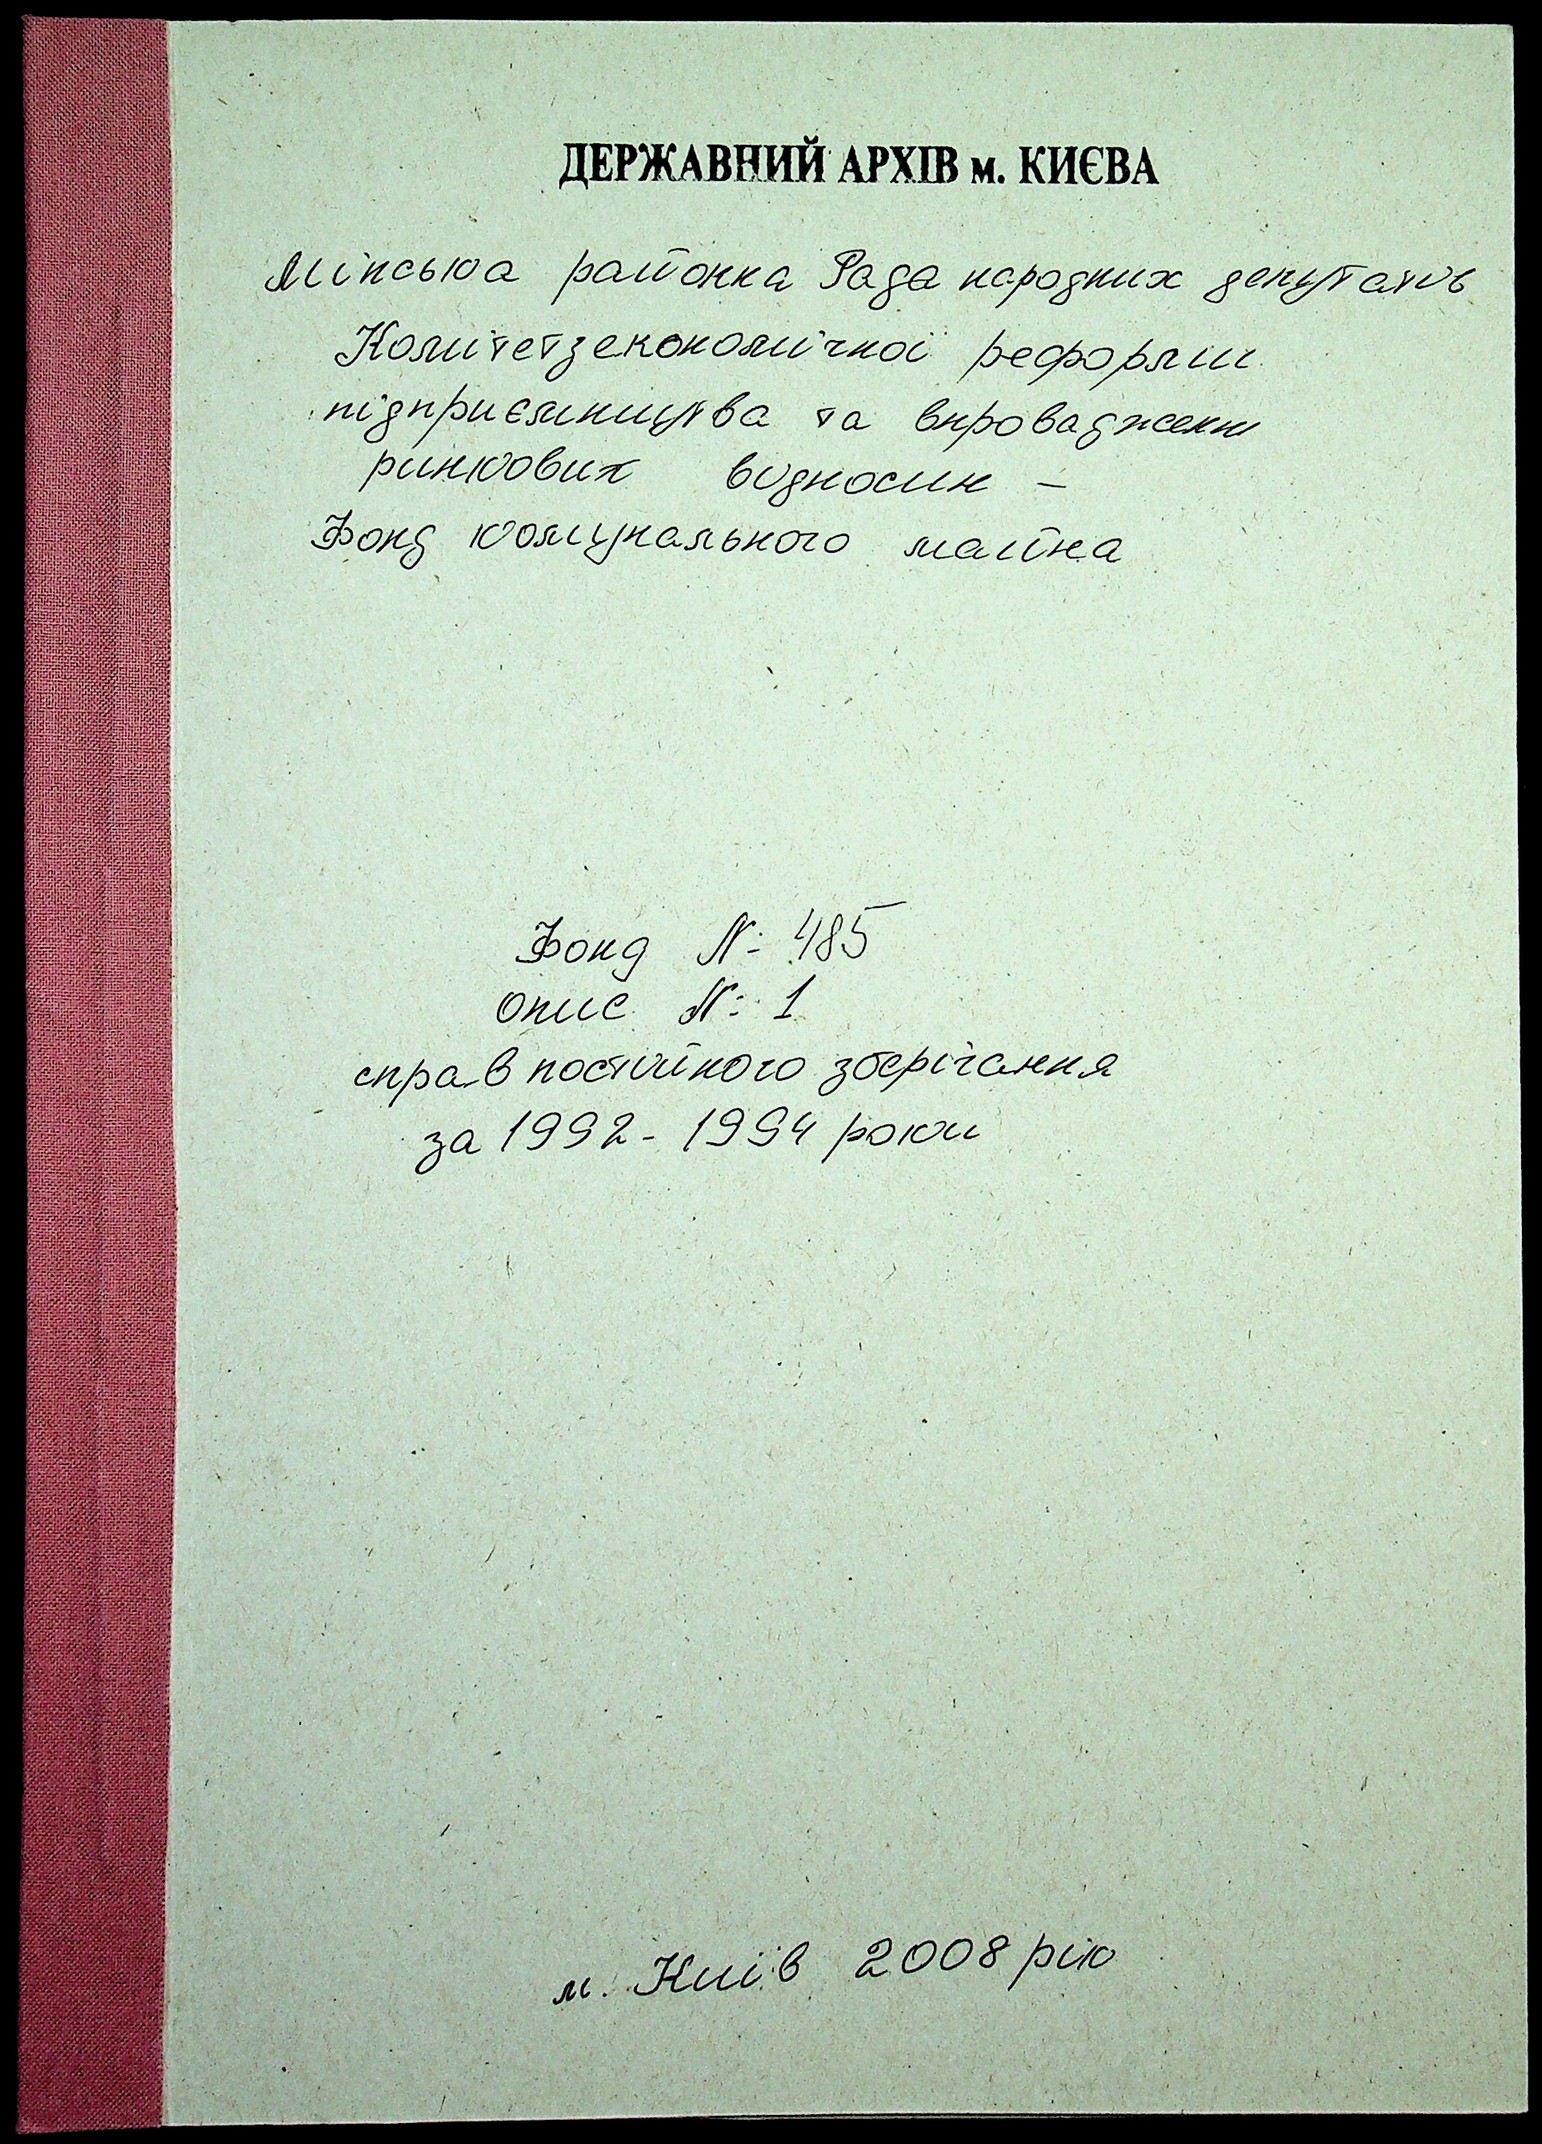 ДЕРЖАВНИЙ АРХІВ м. КИЄВА
Мінська районна Рада народних депутатів
Комітет з економічної реформи
підприємництва та впровадження
ринкових відносин –
Фонд комунального майна
Фонд №: 485
опис №: 1
справ постійного зберігання
за 1992 - 1994 роки
м. Київ 2008 рік